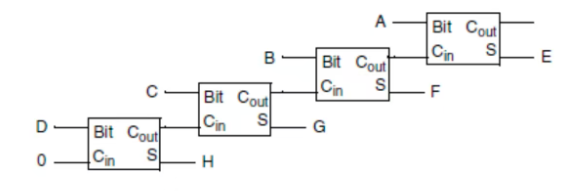 A Bit Cout
B Bit Cout Cin S E
C Bit Cout Cin S F
D Bit Cout Cin S G
0 Cin S H